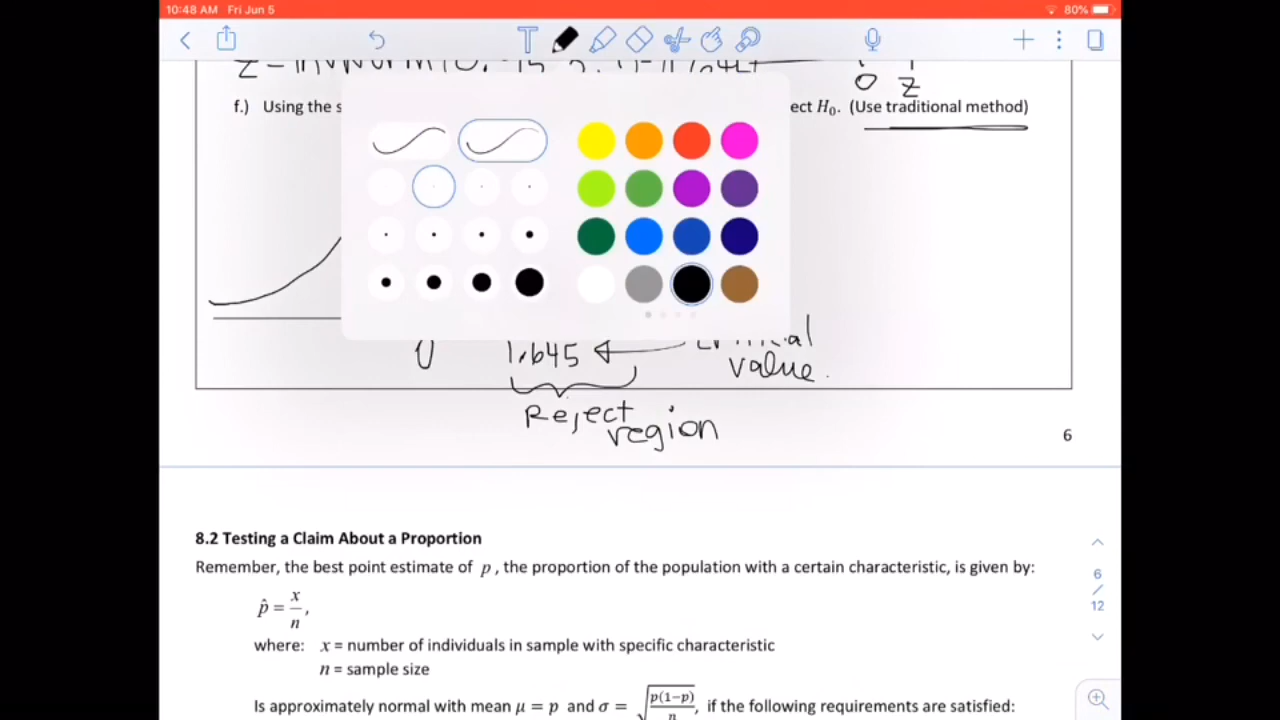 10:48 AM Fri Jun 5
80%
T
0 z
f.) Using the s
ect H₀. (Use traditional method)
0 1.645
value.
Reject
region
6
8.2 Testing a Claim About a Proportion
Remember, the best point estimate of p, the proportion of the population with a certain characteristic, is given by:
p̂ = x/n,
where: x = number of individuals in sample with specific characteristic
n = sample size
Is approximately normal with mean μ = p and σ = √(p(1−p)/n), if the following requirements are satisfied:
6
/
12